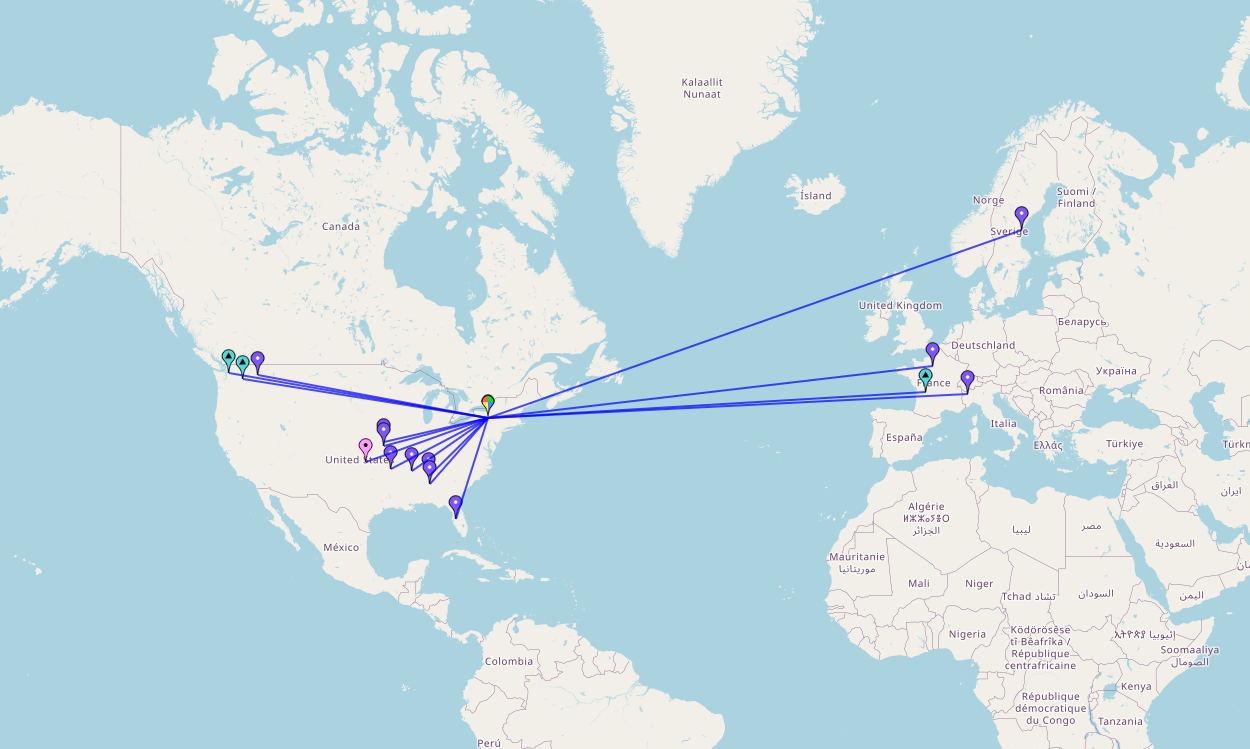 Kalaallit
Nunaat
Ísland
Norge
Suomi /
Finland
Sverige
Canada
United Kingdom
Беларусь
Deutschland
Україна
France
România
Italia
España
Ελλάς
Türkiye
United States
العراق
ایران
Algérie
ⵍⵣⵣⴰⵢⴻⵔ
الجزائر
ليبيا
مصر
السعودية
México
Mauritanie
موريتانيا
Mali
Niger
Tchad تشاد
السودان
اليمن
Nigeria
Ködörösêse
tî Bêafrîka /
République
centrafricaine
ኢትዮጵያ إثيوبيا
Soomaaliya
الصومال
Colombia
Kenya
République
démocratique
du Congo
Tanzania
Perú